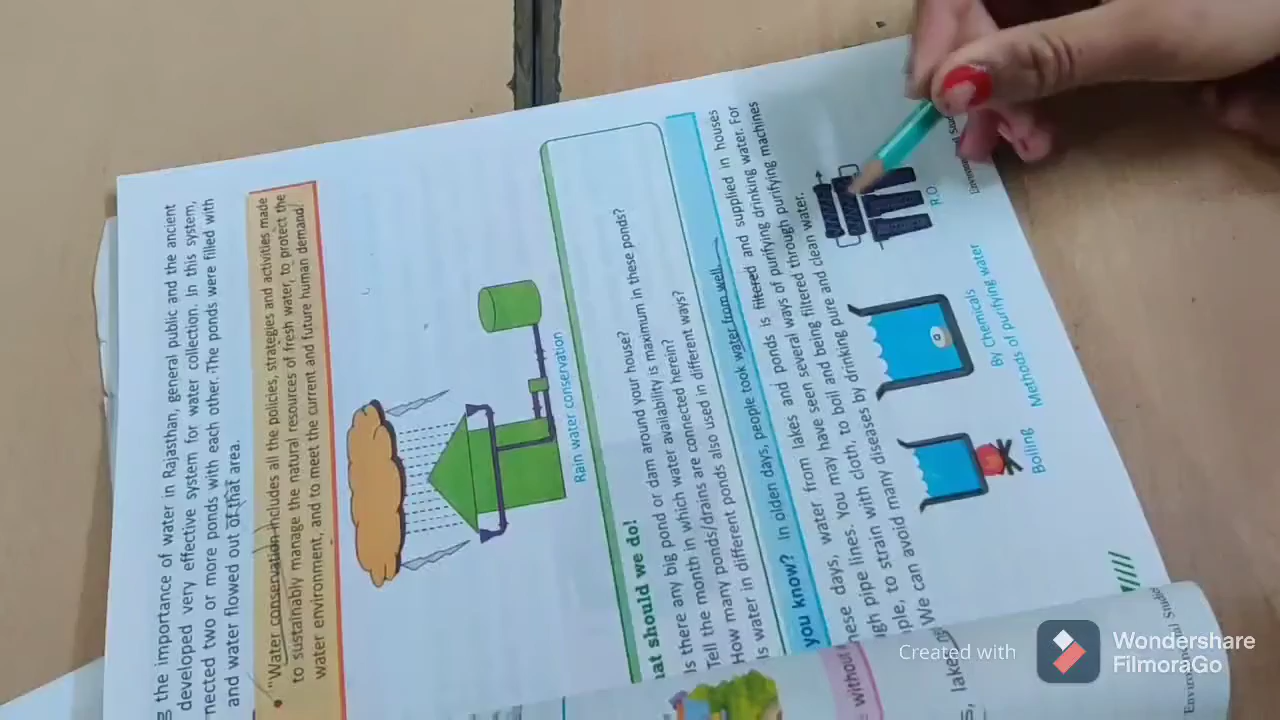 g the importance of water in Rajasthan, general public and the ancient
developed very effective system for water collection. In this system,
nected two or more ponds with each other. The ponds were filled with
and water flowed out of that area.
"Water conservation includes all the policies, strategies and activities made
to sustainably manage the natural resources of fresh water, to protect the
water environment, and to meet the current and future human demand.
Rain water conservation
at should we do!
Is there any big pond or dam around your house?
Tell the month in which water availability is maximum in these ponds?
How many ponds/drains are connected herein?
Is water in different ponds also used in different ways?
you know? In olden days, people took water from well,
hese days, water from lakes and ponds is filtered and supplied in houses
gh pipe lines. You may have seen several ways of purifying drinking water. For
ple, to strain with cloth, to boil and being filtered through purifying machines
We can avoid many diseases by drinking pure and clean water.
Boiling
By Chemicals
R.O.
Methods of purifying water
Environmental Stu
without
lake
Environmental Studies
Created with
Wondershare
FilmoraGo